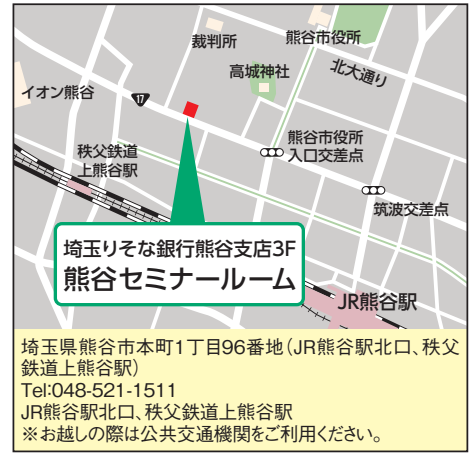 裁判所
熊谷市役所
高城神社
北大通り
イオン熊谷
17
熊谷市役所
入口交差点
秩父鉄道
上熊谷駅
筑波交差点
埼玉りそな銀行熊谷支店3F
熊谷セミナールーム
JR熊谷駅
埼玉県熊谷市本町1丁目96番地(JR熊谷駅北口、秩父
鉄道上熊谷駅)
Tel:048-521-1511
JR熊谷駅北口、秩父鉄道上熊谷駅
※お越しの際は公共交通機関をご利用ください。